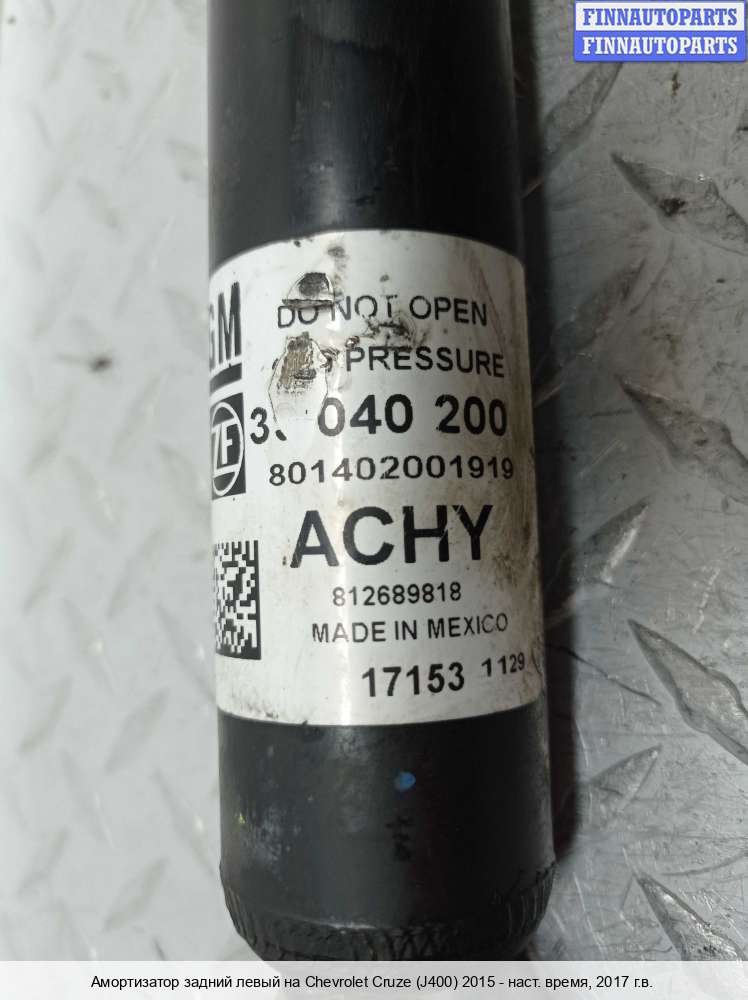 FINNAUTOPARTS
FINNAUTOPARTS
GM
DO NOT OPEN
PRESSURE
ZF
040 200
801402001919
ACHY
812689818
MADE IN MEXICO
17153 1129
Амортизатор задний левый на Chevrolet Cruze (J400) 2015 - наст. время, 2017 г.в.